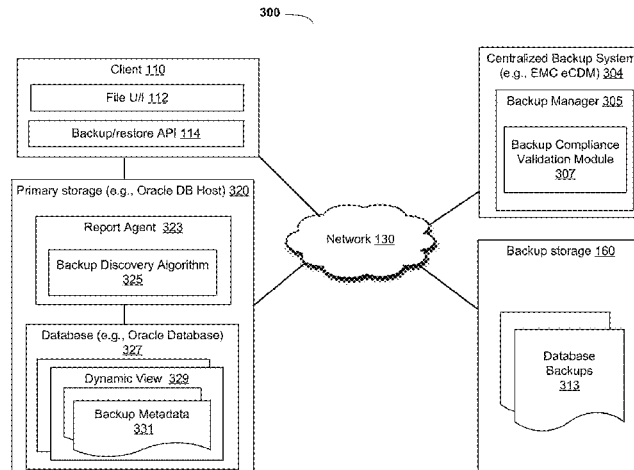 300
Client 110
File U/I 112
Backup/restore API 114
Primary storage (e.g., Oracle DB Host) 320
Report Agent 323
Backup Discovery Algorithm
325
Database (e.g., Oracle Database)
327
Dynamic View 329
Backup Metadata
331
Network 130
Centralized Backup System
(e.g., EMC eCDM) 304
Backup Manager 305
Backup Compliance
Validation Module
307
Backup storage 160
Database
Backups
313